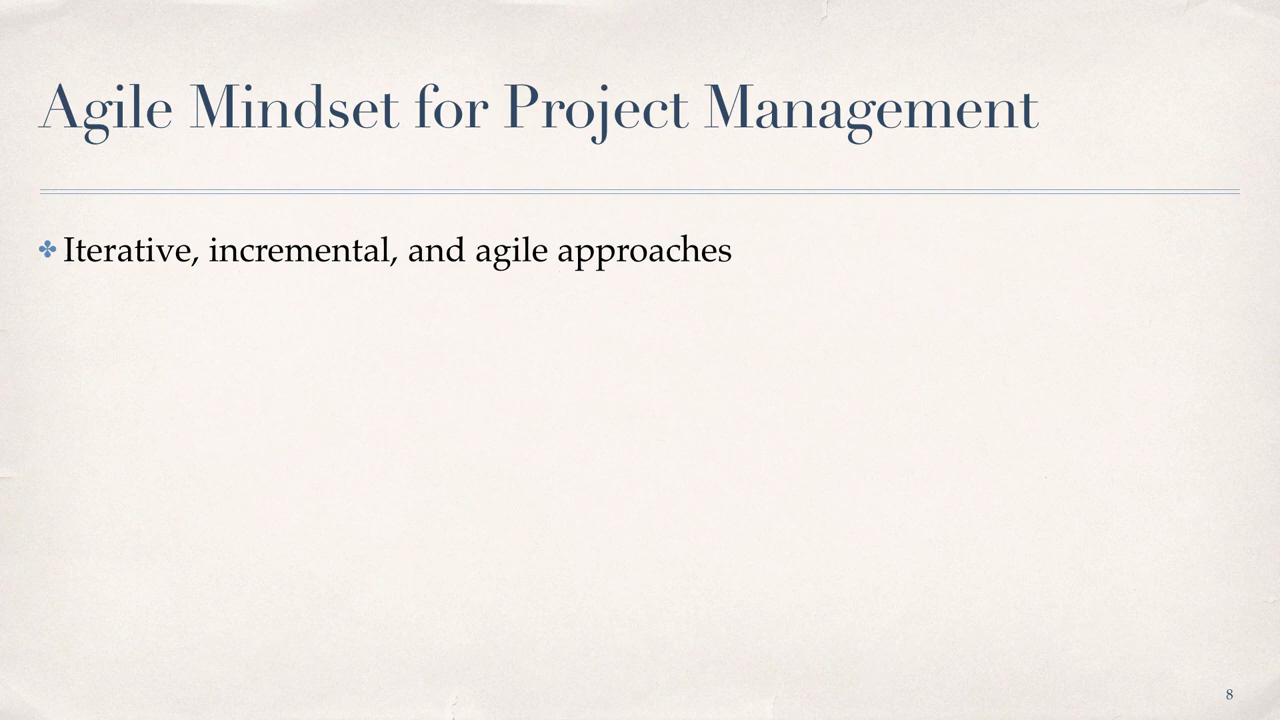 Agile Mindset for Project Management
Iterative, incremental, and agile approaches
8